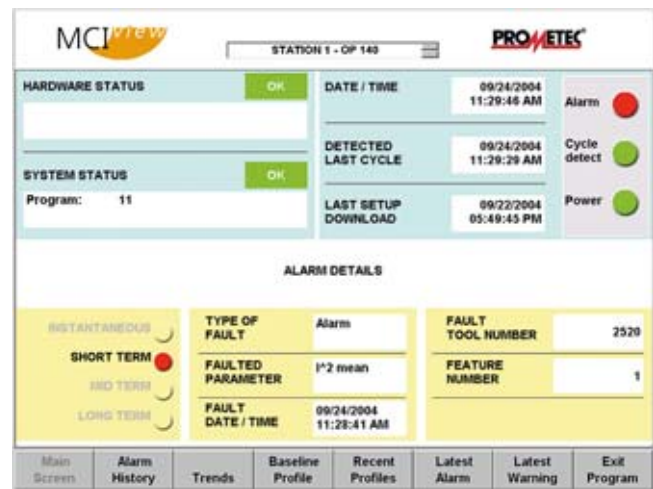 MCI View
STATION 1 - OP 140
PROMETEC
HARDWARE STATUS
OK
SYSTEM STATUS
OK
Program: 11
DATE / TIME
09/24/2004
11:29:46 AM
DETECTED
LAST CYCLE
09/24/2004
11:29:29 AM
LAST SETUP
DOWNLOAD
09/22/2004
05:49:45 PM
Alarm
Cycle
detect
Power
ALARM DETAILS
INSTANTANEOUS
SHORT TERM
MID TERM
LONG TERM
TYPE OF
FAULT
Alarm
FAULTED
PARAMETER
I^2 mean
FAULT
DATE / TIME
09/24/2004
11:28:41 AM
FAULT
TOOL NUMBER
2520
FEATURE
NUMBER
1
Main
Screen
Alarm
History
Trends
Baseline
Profile
Recent
Profiles
Latest
Alarm
Latest
Warning
Exit
Program